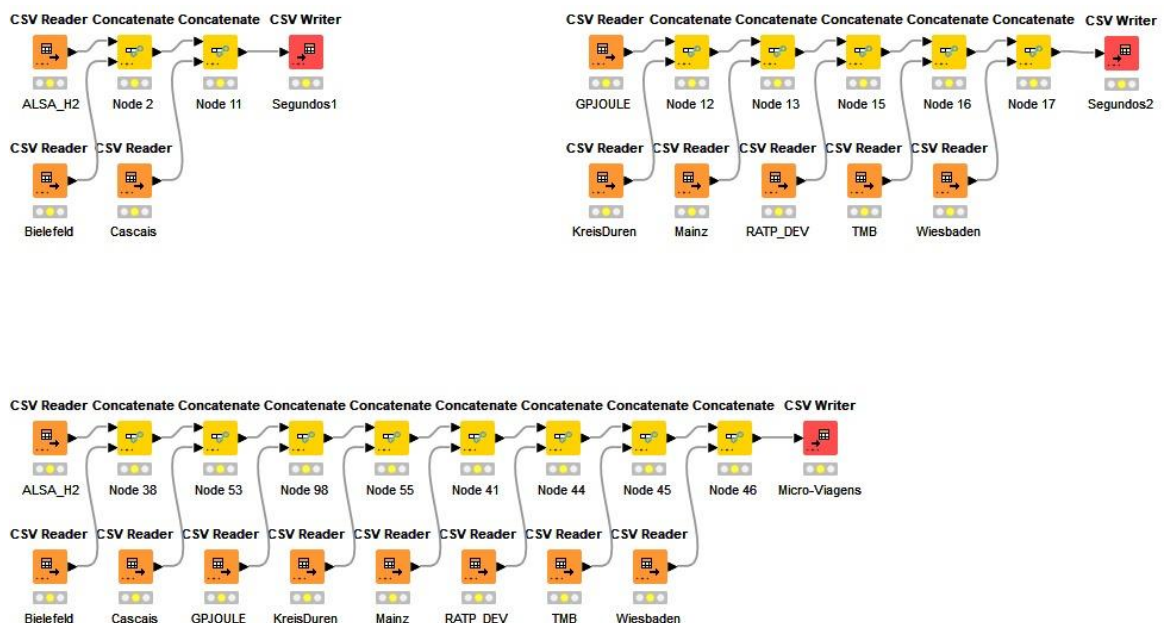 CSV Reader Concatenate Concatenate CSV Writer
ALSA_H2 Node 2 Node 11 Segundos1
CSV Reader CSV Reader
Bielefeld Cascais
CSV Reader Concatenate Concatenate Concatenate Concatenate Concatenate CSV Writer
GPJOULE Node 12 Node 13 Node 15 Node 16 Node 17 Segundos2
CSV Reader CSV Reader CSV Reader CSV Reader CSV Reader
KreisDuren Mainz RATP_DEV TMB Wiesbaden
CSV Reader Concatenate Concatenate Concatenate Concatenate Concatenate Concatenate Concatenate Concatenate CSV Writer
ALSA_H2 Node 38 Node 53 Node 98 Node 55 Node 41 Node 44 Node 45 Node 46 Micro-Viagens
CSV Reader CSV Reader CSV Reader CSV Reader CSV Reader CSV Reader CSV Reader CSV Reader
Bielefeld Cascais GPJOULE KreisDuren Mainz RATP_DEV TMB Wiesbaden